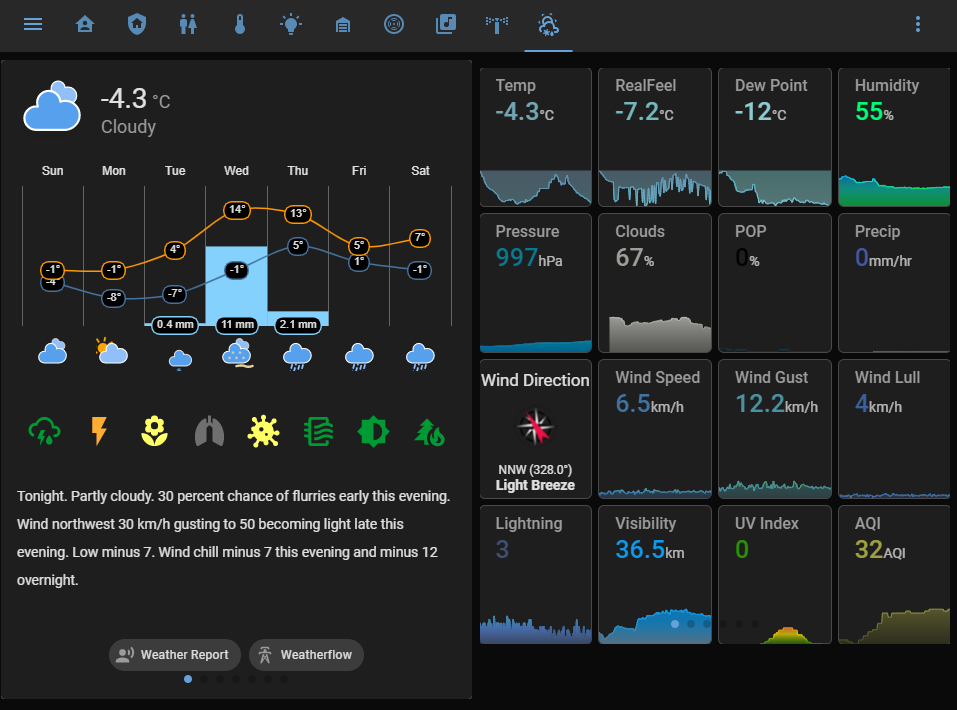 -4.3 °C
Cloudy
Sun Mon Tue Wed Thu Fri Sat
14° 13°
4° 5° 5° 7°
-1° -1° -1° 1° -1°
-4° -8° -7°
0.4 mm 11 mm 2.1 mm
Tonight. Partly cloudy. 30 percent chance of flurries early this evening.
Wind northwest 30 km/h gusting to 50 becoming light late this
evening. Low minus 7. Wind chill minus 7 this evening and minus 12
overnight.
Weather Report Weatherflow
Temp RealFeel Dew Point Humidity
-4.3°C -7.2°C -12°C 55%
Pressure Clouds POP Precip
997hPa 67% 0% 0mm/hr
Wind Direction Wind Speed Wind Gust Wind Lull
6.5km/h 12.2km/h 4km/h
NNW (328.0°)
Light Breeze
Lightning Visibility UV Index AQI
3 36.5km 0 32AQI